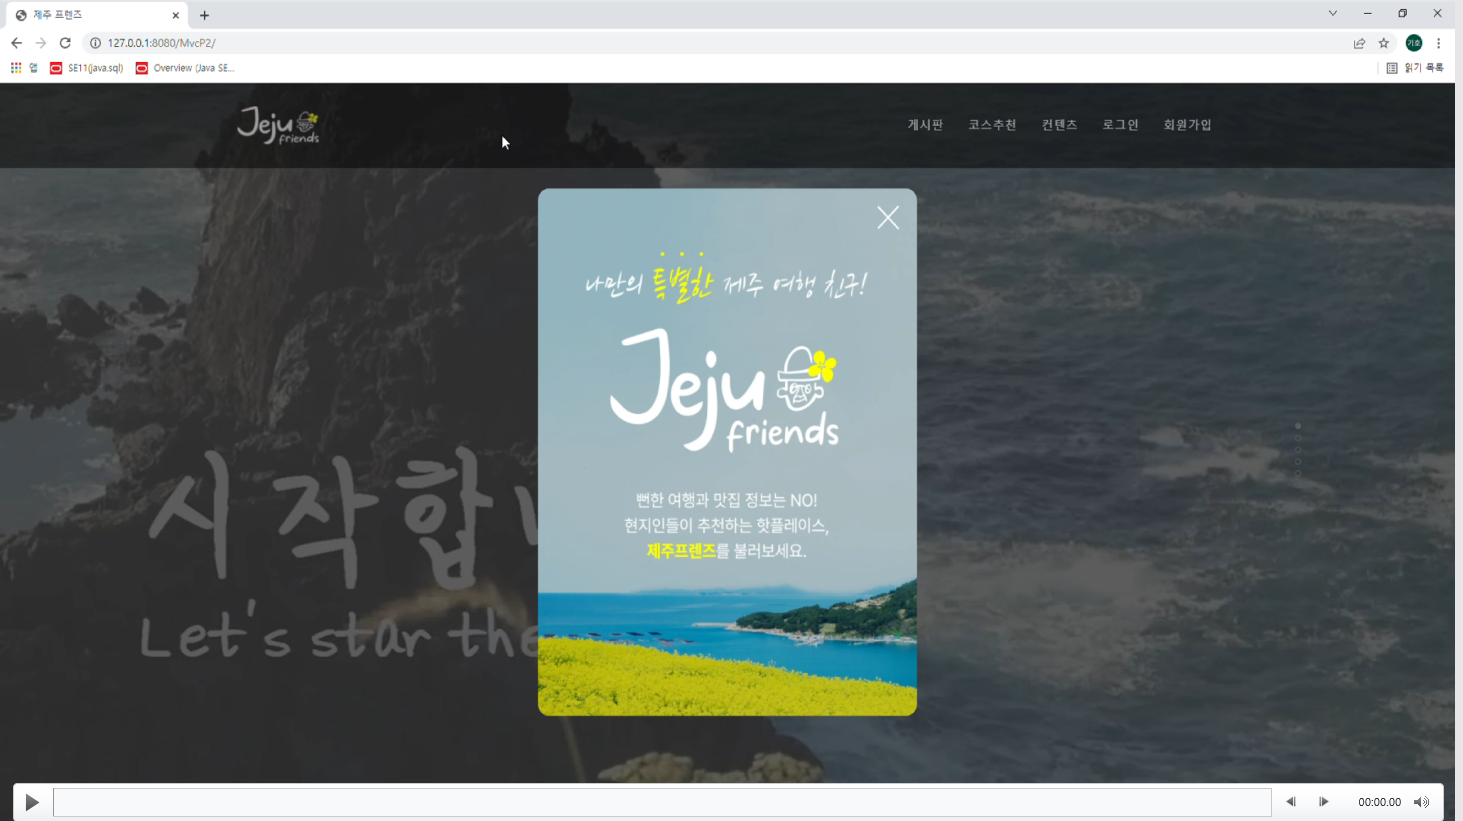 제주 프렌즈
127.0.0.1:8080/MvcP2/
기호
앱
SE11(java.sql)
Overview (Java SE...
읽기 목록
Jeju
friends
게시판 코스추천 컨텐츠 로그인 회원가입
나만의 특별한 제주 여행 친구!
Jeju
friends
뻔한 여행과 맛집 정보는 NO!
현지인들이 추천하는 핫플레이스,
제주프렌즈를 불러보세요.
시작합
Let's star the
00:00.00